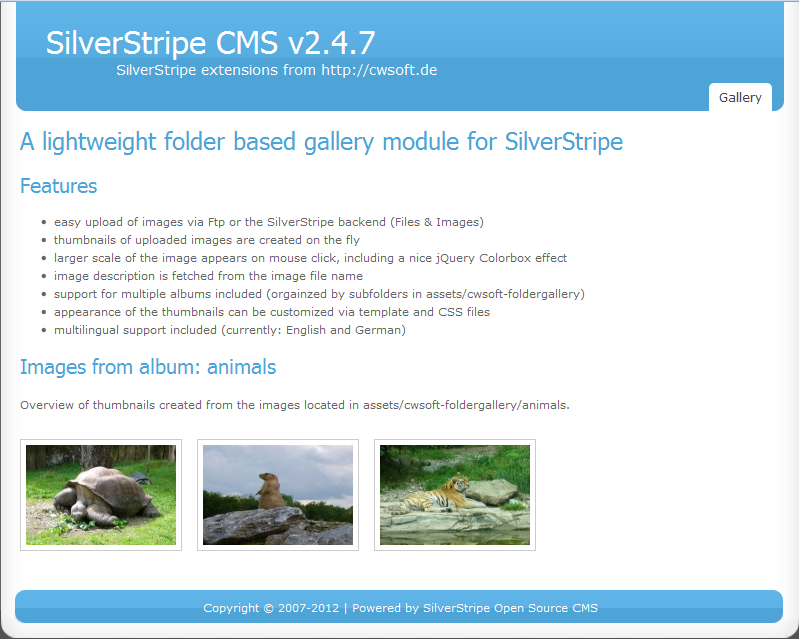 SilverStripe CMS v2.4.7
SilverStripe extensions from http://cwsoft.de
Gallery
A lightweight folder based gallery module for SilverStripe
Features
easy upload of images via Ftp or the SilverStripe backend (Files & Images)
thumbnails of uploaded images are created on the fly
larger scale of the image appears on mouse click, including a nice jQuery Colorbox effect
image description is fetched from the image file name
support for multiple albums included (orgainzed by subfolders in assets/cwsoft-foldergallery)
appearance of the thumbnails can be customized via template and CSS files
multilingual support included (currently: English and German)
Images from album: animals
Overview of thumbnails created from the images located in assets/cwsoft-foldergallery/animals.
Copyright © 2007-2012 | Powered by SilverStripe Open Source CMS